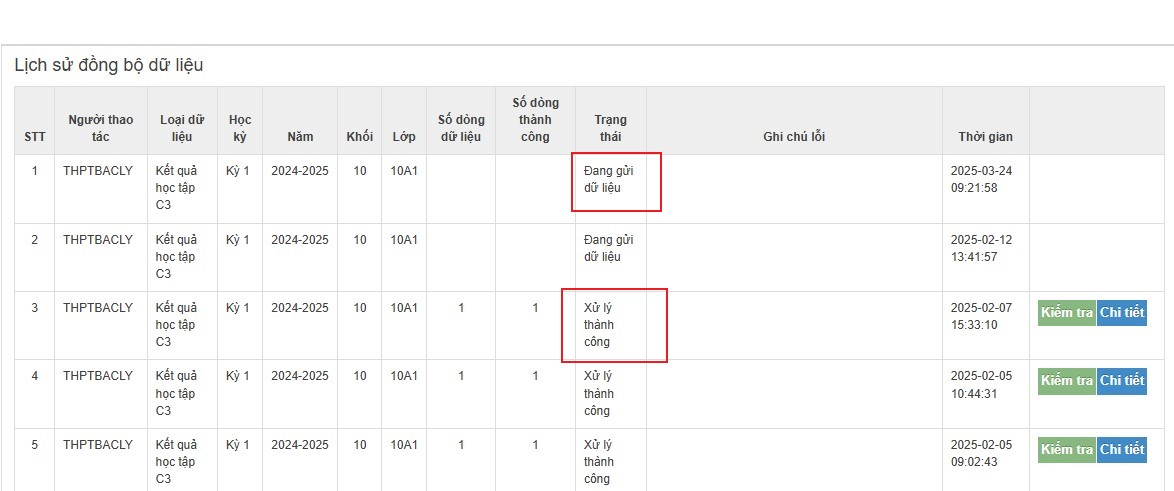 Lịch sử đồng bộ dữ liệu
STT Người thao tác Loại dữ liệu Học kỳ Năm Khối Lớp Số dòng dữ liệu Số dòng thành công Trạng thái Ghi chú lỗi Thời gian
1 THPTBACLY Kết quả học tập C3 Kỳ 1 2024-2025 10 10A1 Đang gửi dữ liệu 2025-03-24 09:21:58
2 THPTBACLY Kết quả học tập C3 Kỳ 1 2024-2025 10 10A1 Đang gửi dữ liệu 2025-02-12 13:41:57
3 THPTBACLY Kết quả học tập C3 Kỳ 1 2024-2025 10 10A1 1 1 Xử lý thành công 2025-02-07 15:33:10 Kiểm tra Chi tiết
4 THPTBACLY Kết quả học tập C3 Kỳ 1 2024-2025 10 10A1 1 1 Xử lý thành công 2025-02-05 10:44:31 Kiểm tra Chi tiết
5 THPTBACLY Kết quả học tập C3 Kỳ 1 2024-2025 10 10A1 1 1 Xử lý thành công 2025-02-05 09:02:43 Kiểm tra Chi tiết